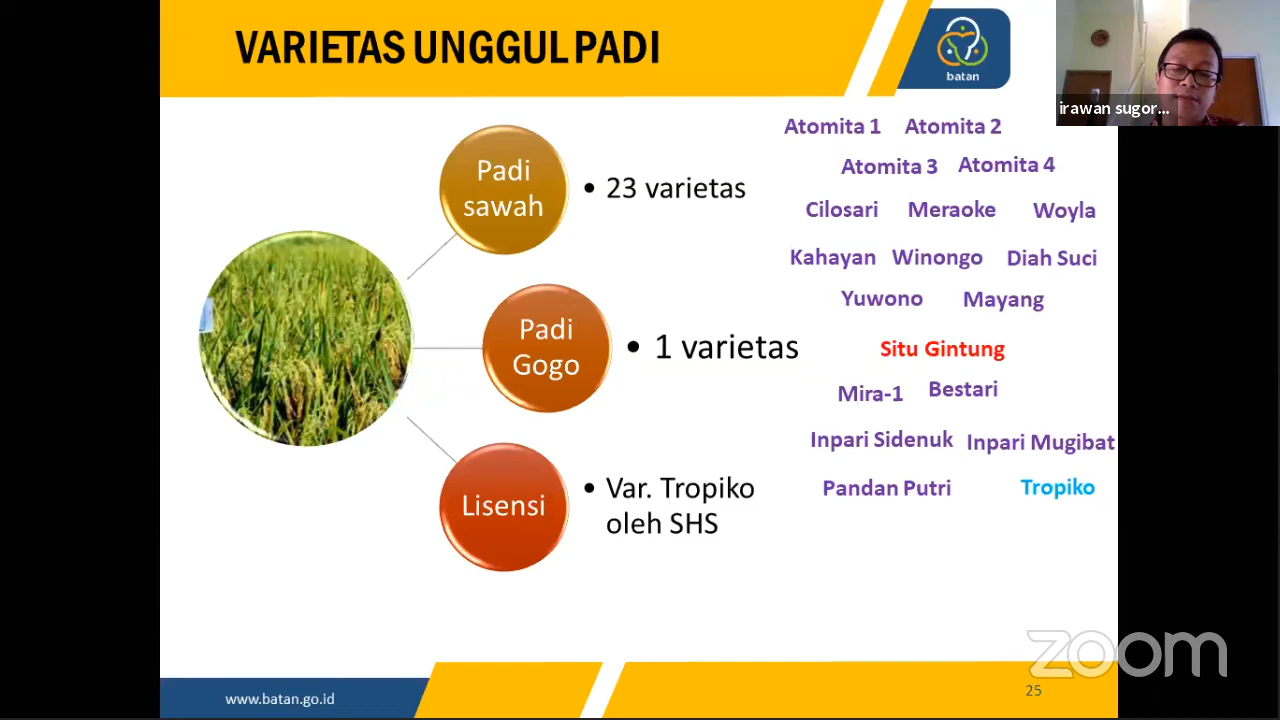 VARIETAS UNGGUL PADI
batan
irawan sugor...
Padi
sawah
• 23 varietas
Padi
Gogo
• 1 varietas
Lisensi
• Var. Tropiko
oleh SHS
Atomita 1 Atomita 2
Atomita 3 Atomita 4
Cilosari Meraoke Woyla
Kahayan Winongo Diah Suci
Yuwono Mayang
Situ Gintung
Mira-1 Bestari
Inpari Sidenuk Inpari Mugibat
Pandan Putri Tropiko
zoom
www.batan.go.id
25